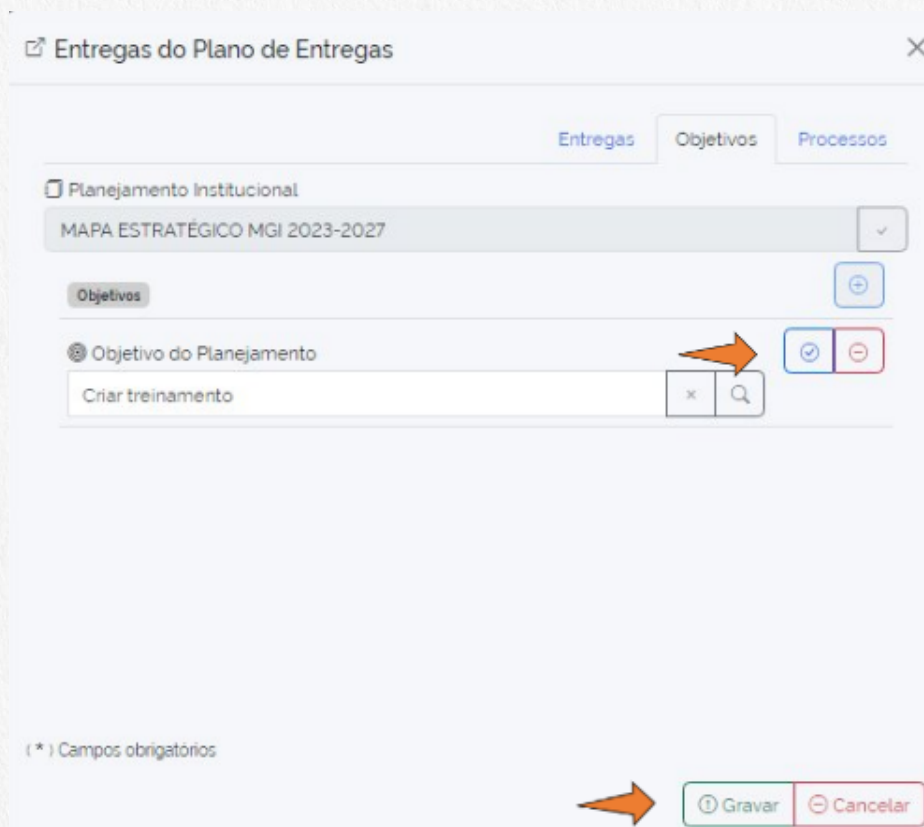 Entregas do Plano de Entregas
Entregas Objetivos Processos
Planejamento Institucional
MAPA ESTRATÉGICO MGI 2023-2027
Objetivos
Objetivo do Planejamento
Criar treinamento
( * ) Campos obrigatórios
Gravar Cancelar